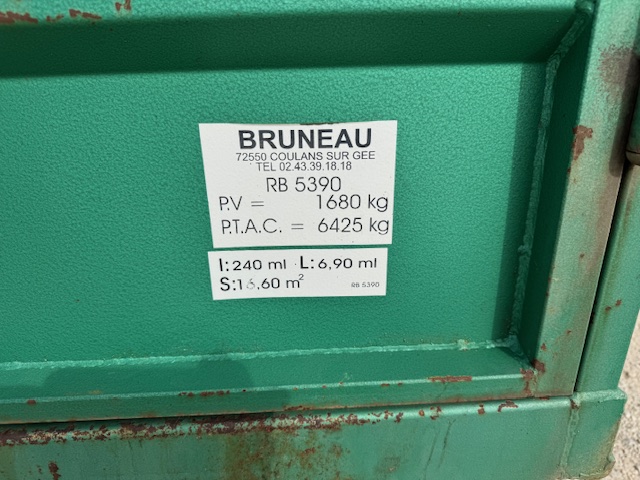 BRUNEAU
72550 COULANS SUR GEE
TEL 02.43.39.18.18
RB 5390
P.V = 1680 kg
P.T.A.C. = 6425 kg
l:240 ml L:6,90 ml
S:16.60 m²
RB 5390